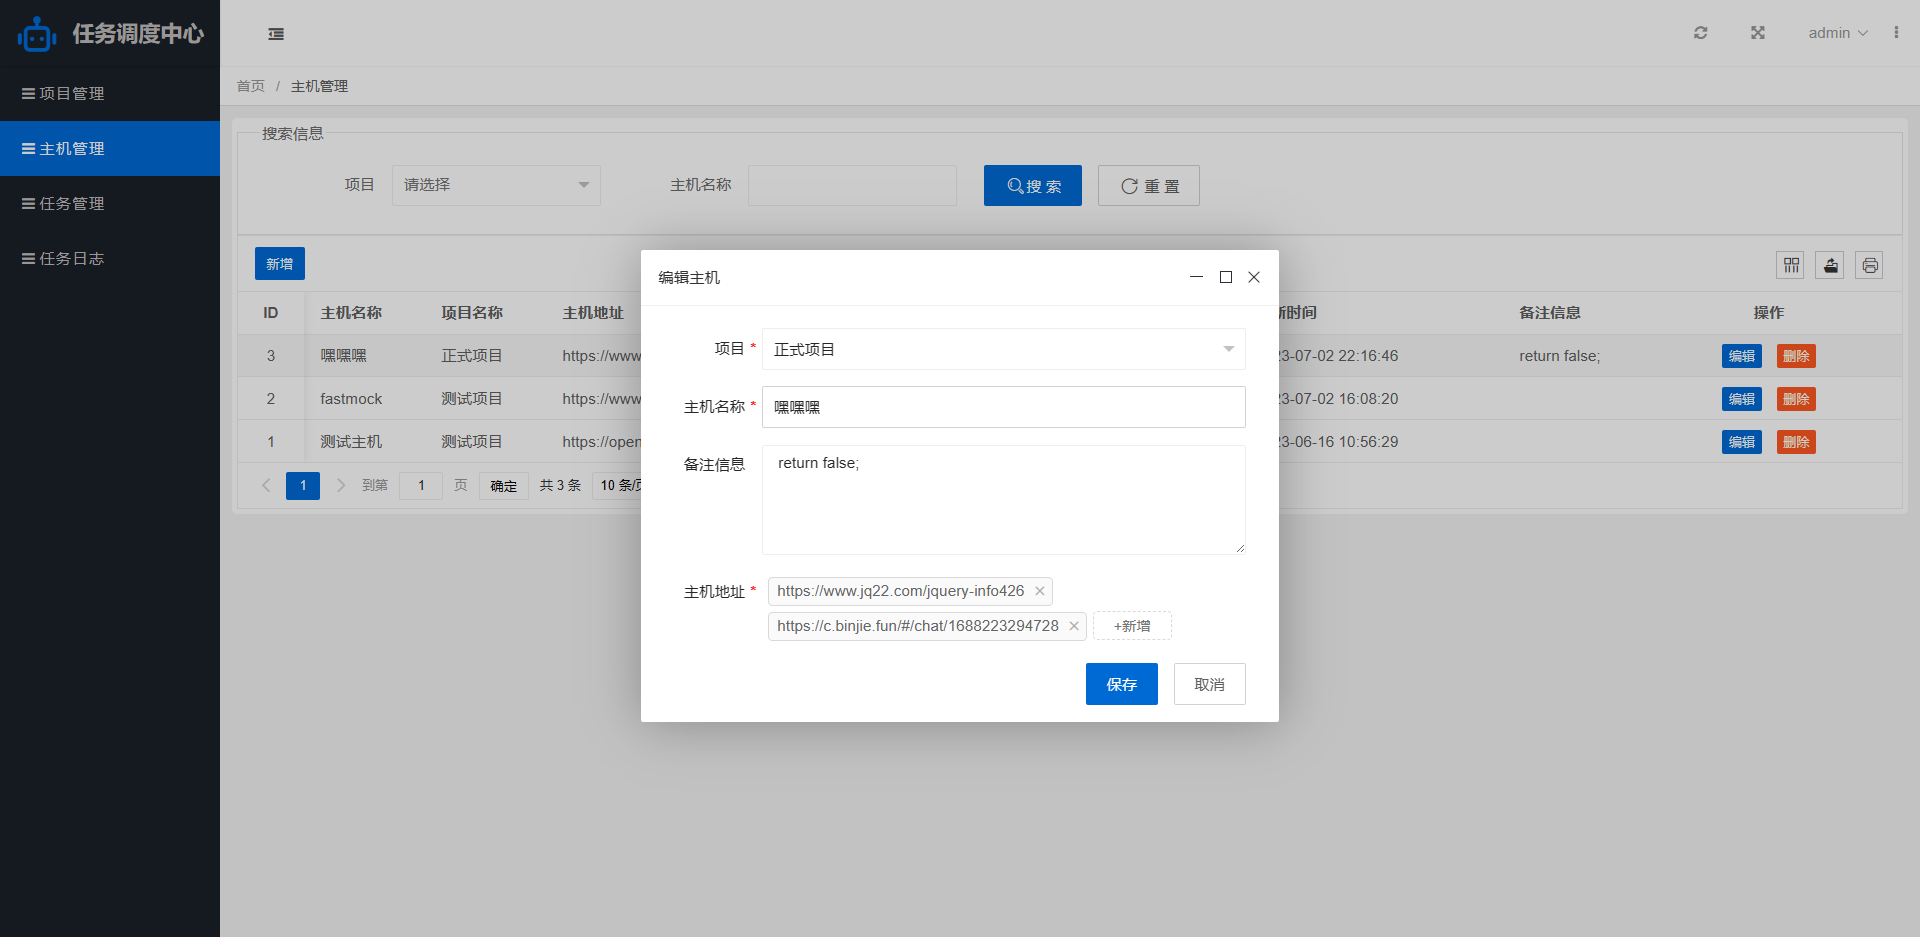 任务调度中心
项目管理
主机管理
任务管理
任务日志
admin
首页 / 主机管理
搜索信息
项目 请选择 主机名称 搜 索 重 置
新增
ID 主机名称 项目名称 主机地址 新时间 备注信息 操作
3 嘿嘿嘿 正式项目 https://www 23-07-02 22:16:46 return false; 编辑 删除
2 fastmock 测试项目 https://www 23-07-02 16:08:20 编辑 删除
1 测试主机 测试项目 https://open 23-06-16 10:56:29 编辑 删除
1 到第 1 页 确定 共 3 条 10 条/页
编辑主机
项目 * 正式项目
主机名称 * 嘿嘿嘿
备注信息 return false;
主机地址 * https://www.jq22.com/jquery-info426
https://c.binjie.fun/#/chat/1688223294728 +新增
保存 取消